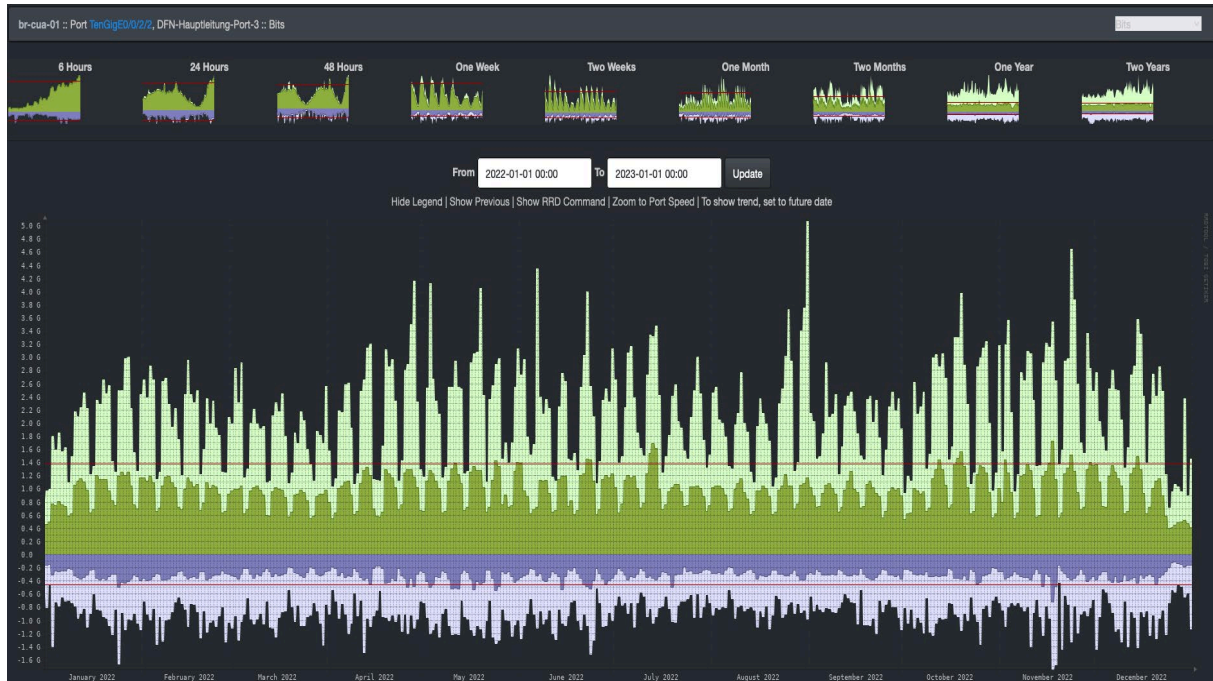 br-cua-01 :: Port TenGigE0/0/2/2, DFN-Hauptleitung-Port-3 :: Bits
Bits
6 Hours
24 Hours
48 Hours
One Week
Two Weeks
One Month
Two Months
One Year
Two Years
From 2022-01-01 00:00 To 2023-01-01 00:00 Update
Hide Legend | Show Previous | Show RRD Command | Zoom to Port Speed | To show trend, set to future date
5.0 G
4.8 G
4.6 G
4.4 G
4.2 G
4.0 G
3.8 G
3.6 G
3.4 G
3.2 G
3.0 G
2.8 G
2.6 G
2.4 G
2.2 G
2.0 G
1.8 G
1.6 G
1.4 G
1.2 G
1.0 G
0.8 G
0.6 G
0.4 G
0.2 G
0.0
-0.2 G
-0.4 G
-0.6 G
-0.8 G
-1.0 G
-1.2 G
-1.4 G
-1.6 G
January 2022
February 2022
March 2022
April 2022
May 2022
June 2022
July 2022
August 2022
September 2022
October 2022
November 2022
December 2022